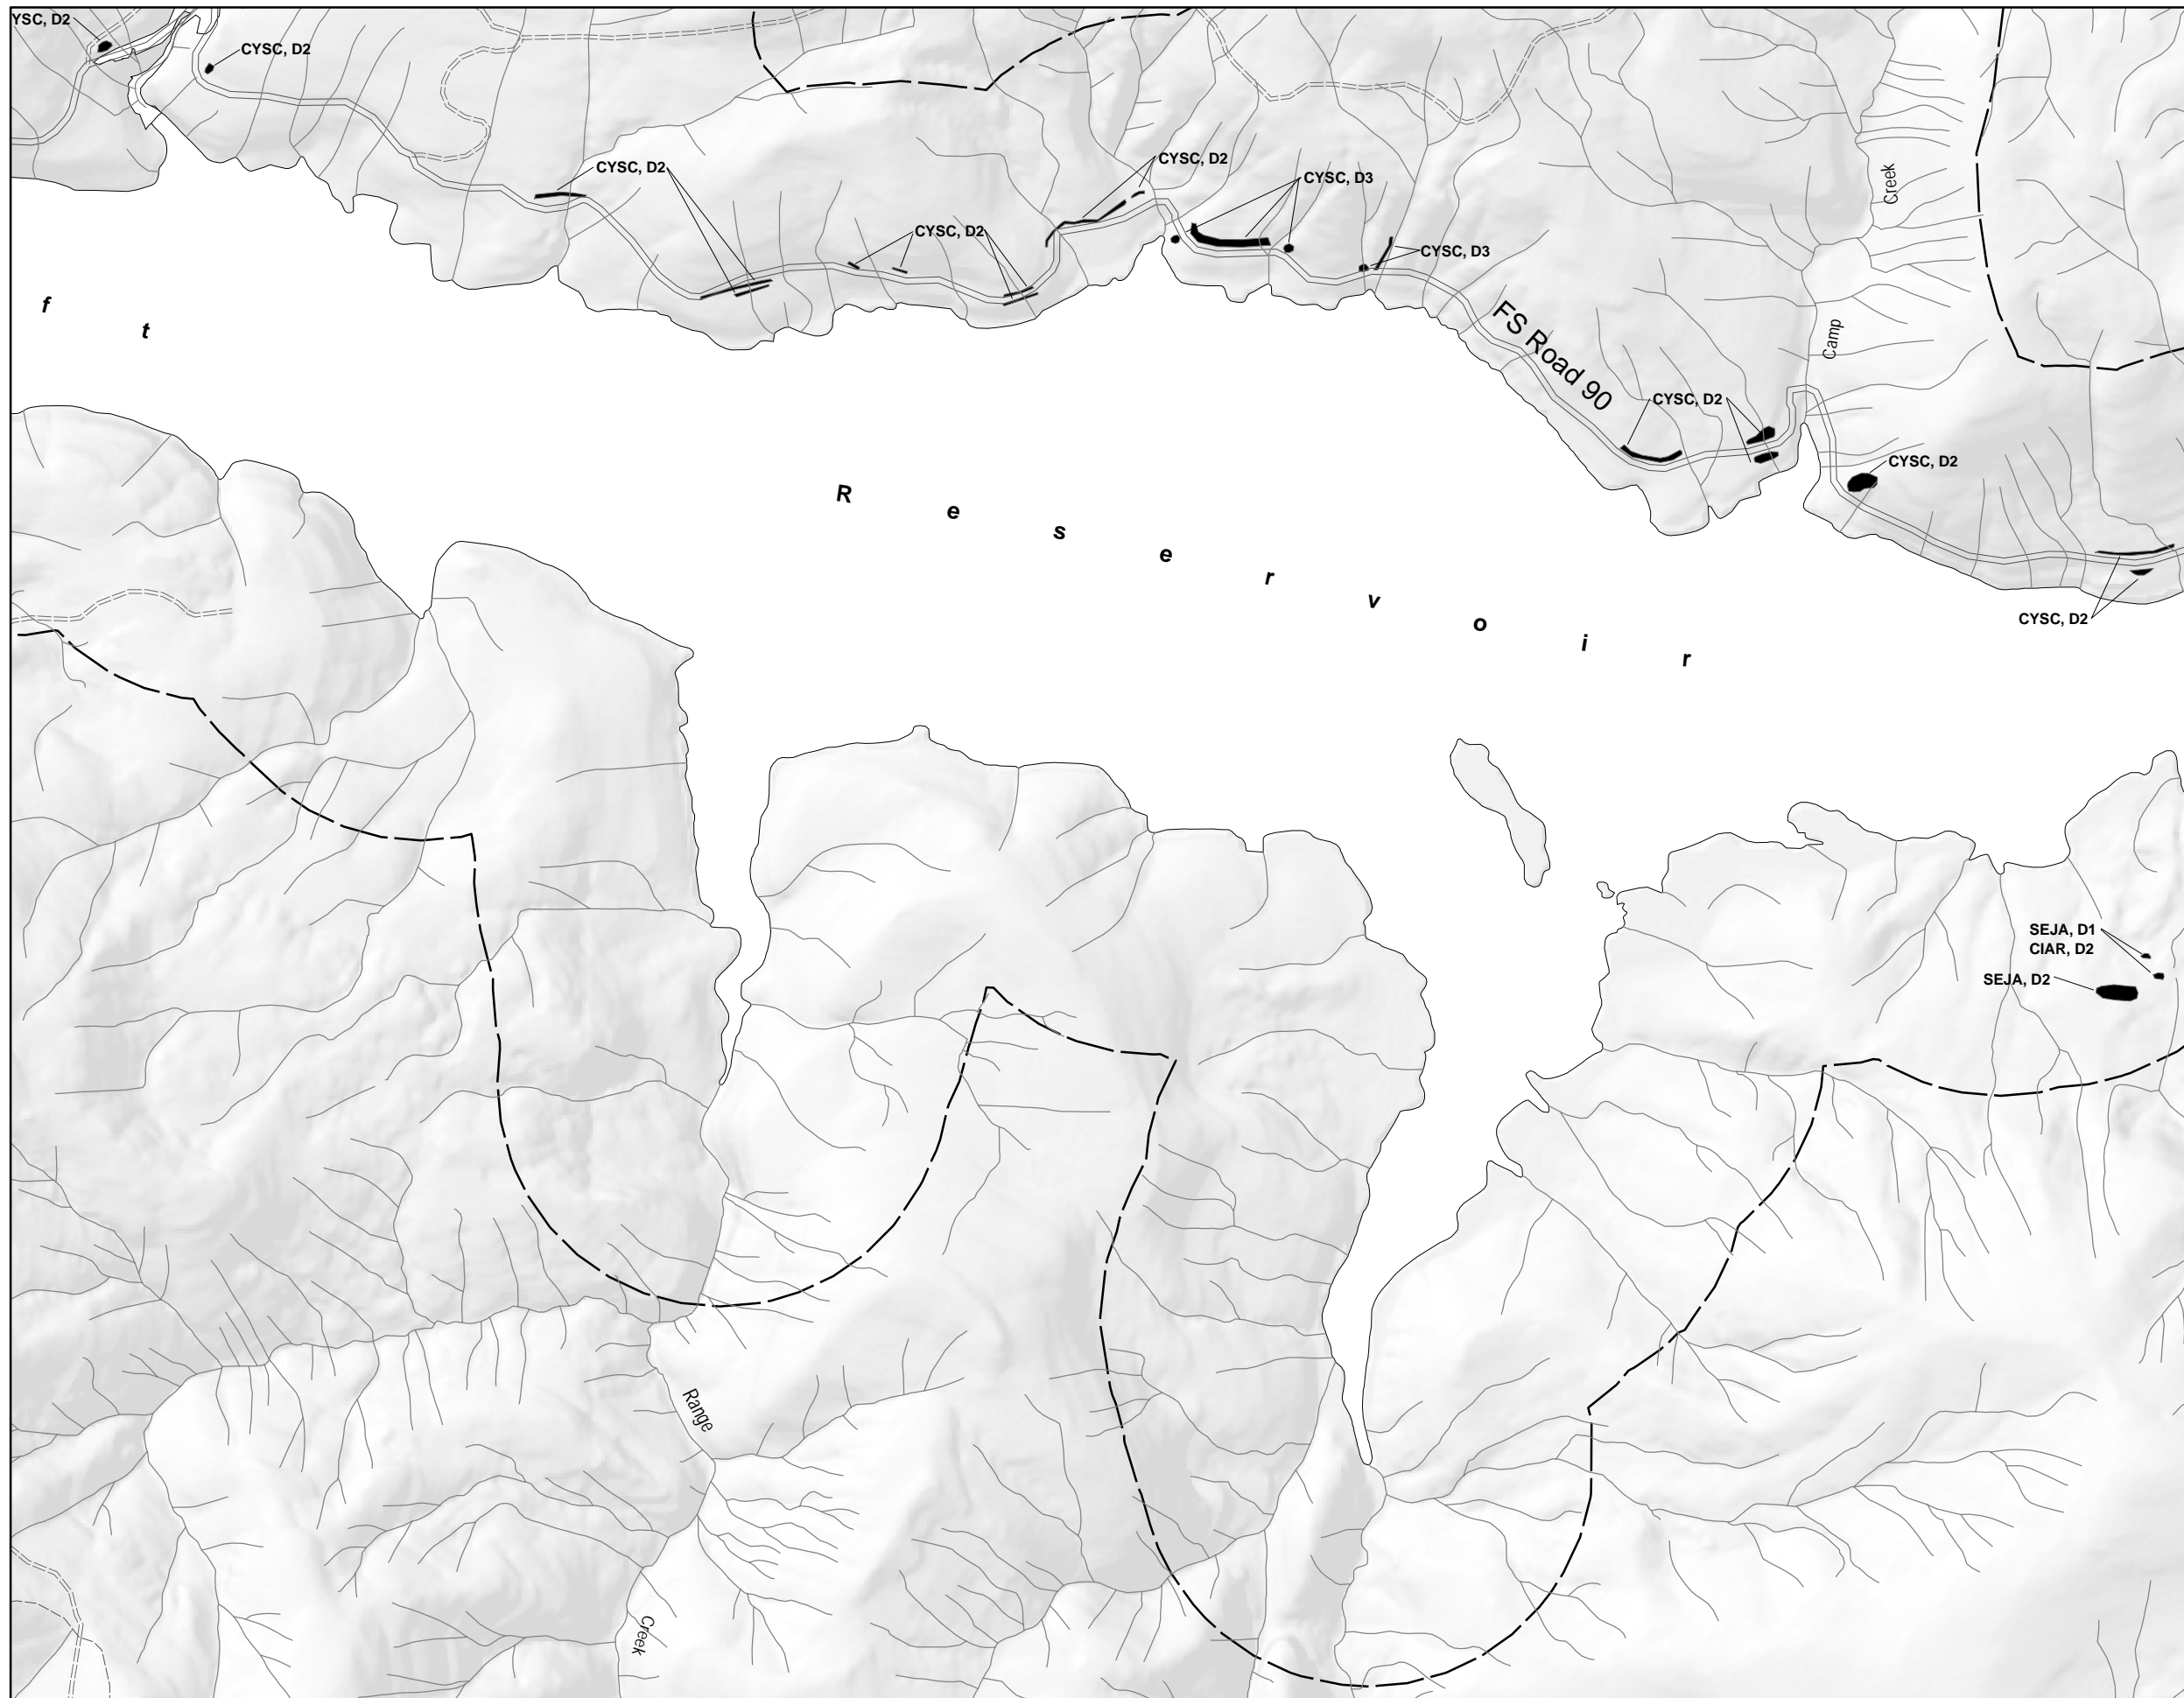 YSC, D2
CYSC, D2
CYSC, D2
CYSC, D2
CYSC, D3
CYSC, D2
CYSC, D3
Creek
Camp
FS Road 90
f t
CYSC, D2
CYSC, D2
CYSC, D2
R e s e r v o i r
SEJA, D1
CIAR, D2
SEJA, D2
Range
Creek